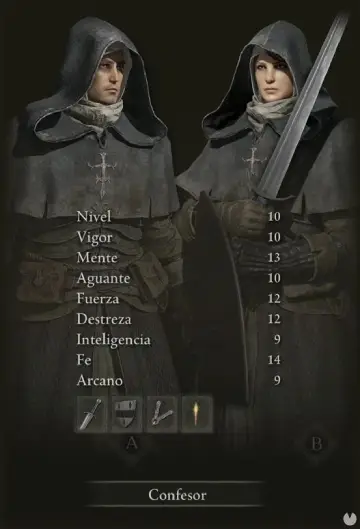 Nivel 10
Vigor 10
Mente 13
Aguante 10
Fuerza 12
Destreza 12
Inteligencia 9
Fe 14
Arcano 9
A B
Confesor